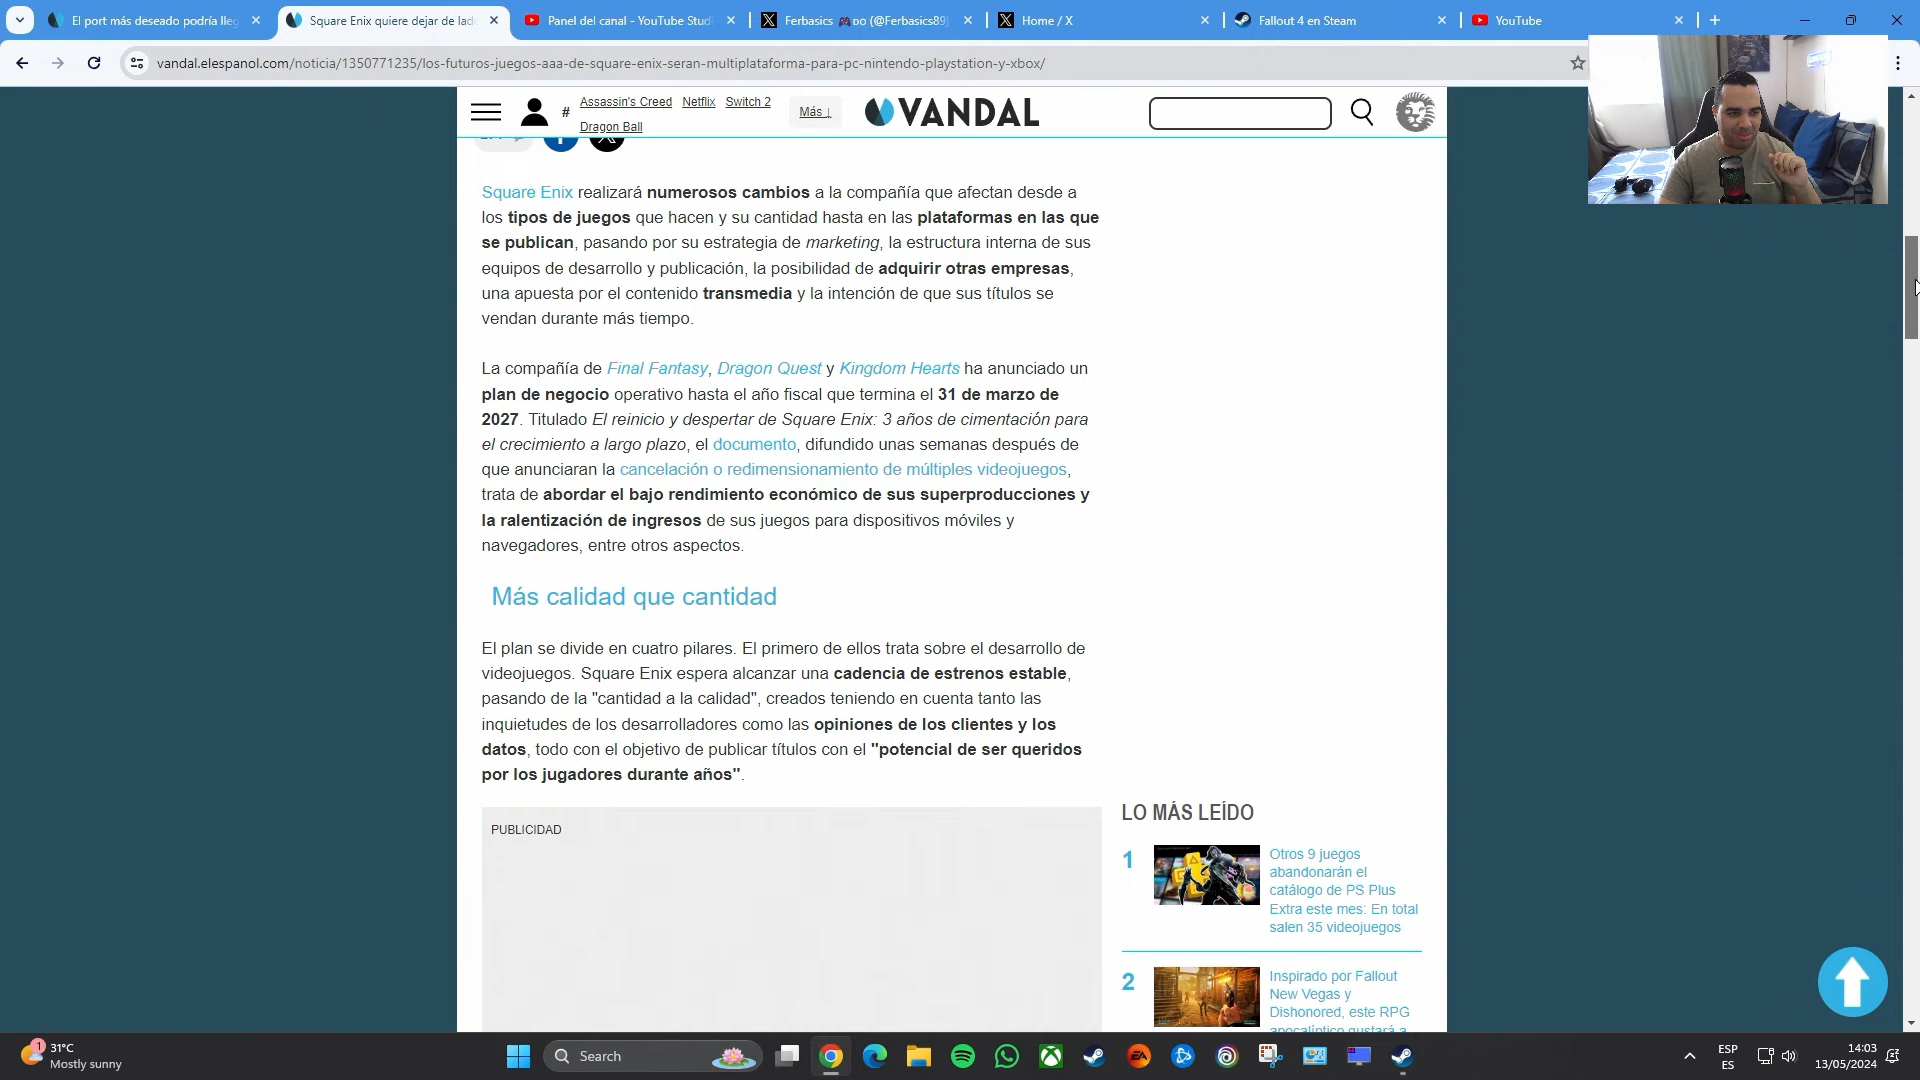 El port más deseado podría lleg
Square Enix quiere dejar de lad
Panel del canal - YouTube Stud
Ferbasics
(@Ferbasics89)
Home / X
Fallout 4 en Steam
YouTube
vandal.elespanol.com/noticia/1350771235/los-futuros-juegos-aaa-de-square-enix-seran-multiplataforma-para-pc-nintendo-playstation-y-xbox/
# Assassin's Creed Netflix Switch 2
Dragon Ball
Más ↓
VANDAL
Square Enix realizará numerosos cambios a la compañía que afectan desde a
los tipos de juegos que hacen y su cantidad hasta en las plataformas en las que
se publican, pasando por su estrategia de marketing, la estructura interna de sus
equipos de desarrollo y publicación, la posibilidad de adquirir otras empresas,
una apuesta por el contenido transmedia y la intención de que sus títulos se
vendan durante más tiempo.
La compañía de Final Fantasy, Dragon Quest y Kingdom Hearts ha anunciado un
plan de negocio operativo hasta el año fiscal que termina el 31 de marzo de
2027. Titulado El reinicio y despertar de Square Enix: 3 años de cimentación para
el crecimiento a largo plazo, el documento, difundido unas semanas después de
que anunciaran la cancelación o redimensionamiento de múltiples videojuegos,
trata de abordar el bajo rendimiento económico de sus superproducciones y
la ralentización de ingresos de sus juegos para dispositivos móviles y
navegadores, entre otros aspectos.
Más calidad que cantidad
El plan se divide en cuatro pilares. El primero de ellos trata sobre el desarrollo de
videojuegos. Square Enix espera alcanzar una cadencia de estrenos estable,
pasando de la "cantidad a la calidad", creados teniendo en cuenta tanto las
inquietudes de los desarrolladores como las opiniones de los clientes y los
datos, todo con el objetivo de publicar títulos con el "potencial de ser queridos
por los jugadores durante años".
PUBLICIDAD
LO MÁS LEÍDO
1
Otros 9 juegos
abandonarán el
catálogo de PS Plus
Extra este mes: En total
salen 35 videojuegos
2
Inspirado por Fallout
New Vegas y
Dishonored, este RPG
apocalíptico gustará a
1
31°C
Mostly sunny
Search
ESP
ES
14:03
13/05/2024